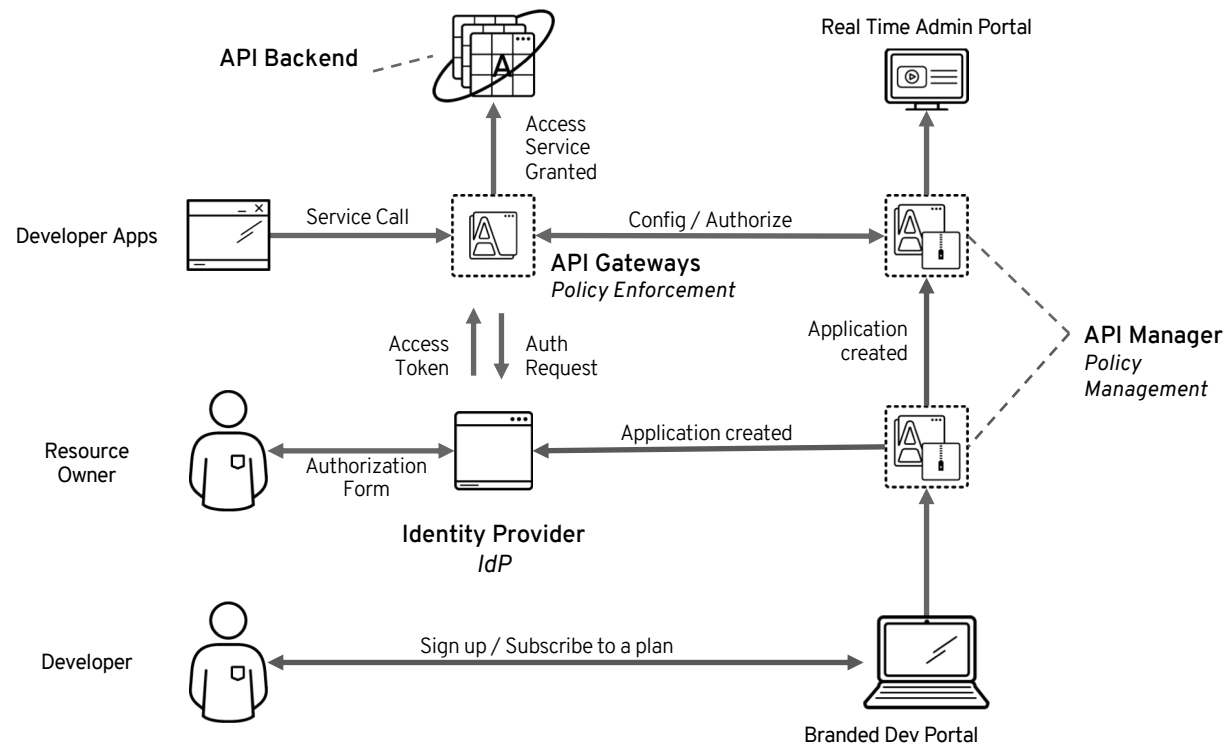 Real Time Admin Portal
API Backend
A
Access
Service
Granted
Developer Apps
Service Call
Config / Authorize
API Gateways
Policy Enforcement
Access
Token
Auth
Request
Application
created
API Manager
Policy
Management
Resource
Owner
Authorization
Form
Application created
Identity Provider
IdP
Developer
Sign up / Subscribe to a plan
Branded Dev Portal